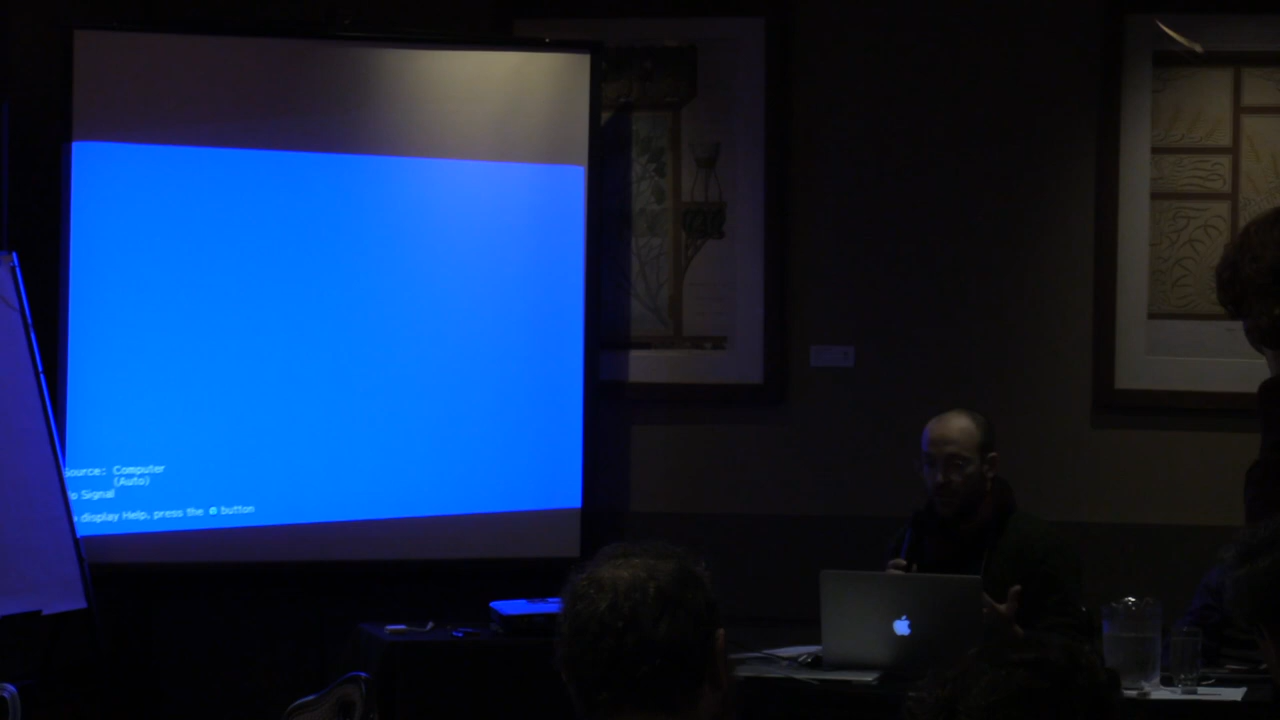 Source: Computer
(Auto)
No Signal
display Help, press the button